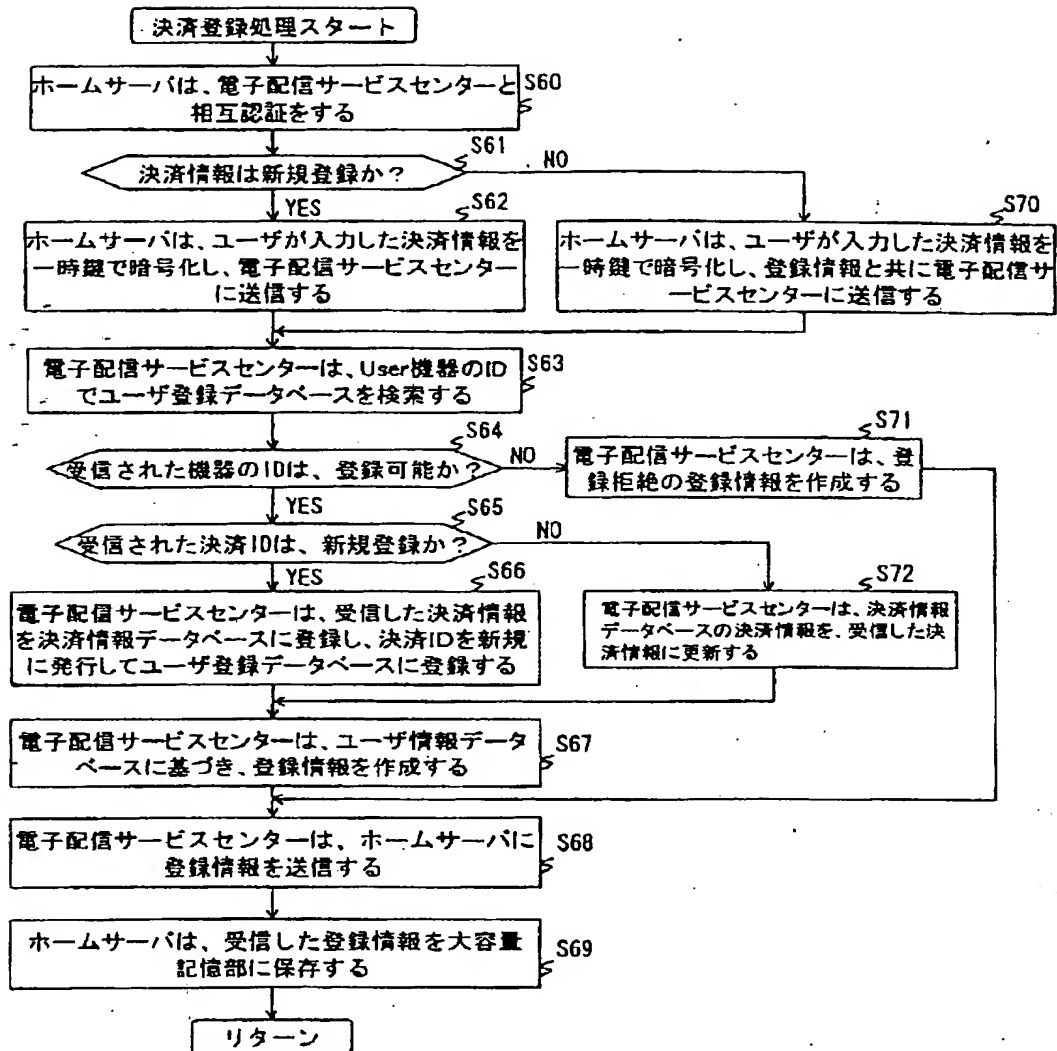 決済登録処理スタート
ホームサーバは、電子配信サービスセンターと
相互認証をする
S60
S61
決済情報は新規登録か?
NO
YES
S62
ホームサーバは、ユーザが入力した決済情報を
一時鍵で暗号化し、電子配信サービスセンター
に送信する
S70
ホームサーバは、ユーザが入力した決済情報を
一時鍵で暗号化し、登録情報と共に電子配信サ
ービスセンターに送信する
電子配信サービスセンターは、User機器のID
でユーザ登録データベースを検索する
S63
S64
受信された機器のIDは、登録可能か?
NO
YES
S71
電子配信サービスセンターは、登
録拒絶の登録情報を作成する
S65
受信された決済IDは、新規登録か?
NO
YES
S66
電子配信サービスセンターは、受信した決済情報
を決済情報データベースに登録し、決済IDを新規
に発行してユーザ登録データベースに登録する
S72
電子配信サービスセンターは、決済情報
データベースの決済情報を、受信した決
済情報に更新する
電子配信サービスセンターは、ユーザ情報データ
ベースに基づき、登録情報を作成する
S67
電子配信サービスセンターは、ホームサーバに
登録情報を送信する
S68
ホームサーバは、受信した登録情報を大容量
記憶部に保存する
S69
リターン